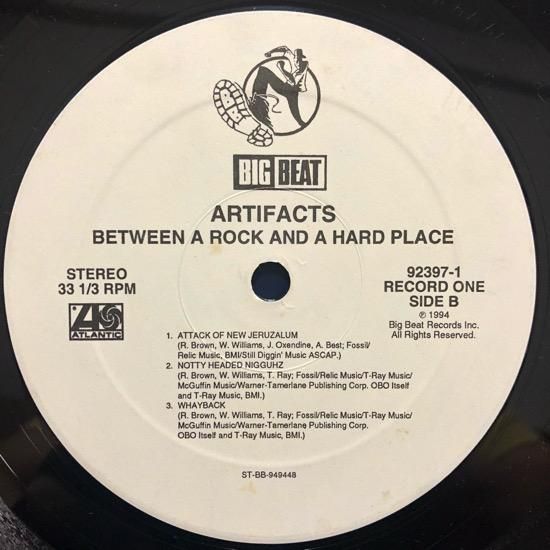 BIG BEAT
ARTIFACTS
BETWEEN A ROCK AND A HARD PLACE
STEREO
33 1/3 RPM
ATLANTIC
92397-1
RECORD ONE
SIDE B
℗ 1994
Big Beat Records Inc.
All Rights Reserved.
1. ATTACK OF NEW JERUZALUM
(R. Brown, W. Williams, J. Oxendine, A. Best; Fossil/
Relic Music, BMI/Still Diggin' Music ASCAP.)
2. NOTTY HEADED NIGGUHZ
(R. Brown, W. Williams, T. Ray; Fossil/Relic Music/T-Ray Music/
McGuffin Music/Warner-Tamerlane Publishing Corp. OBO Itself
and T-Ray Music, BMI.)
3. WHAYBACK
(R. Brown, W. Williams, T. Ray; Fossil/Relic Music/T-Ray Music/
McGuffin Music/Warner-Tamerlane Publishing Corp.
OBO Itself and T-Ray Music, BMI.)
ST-BB-949448